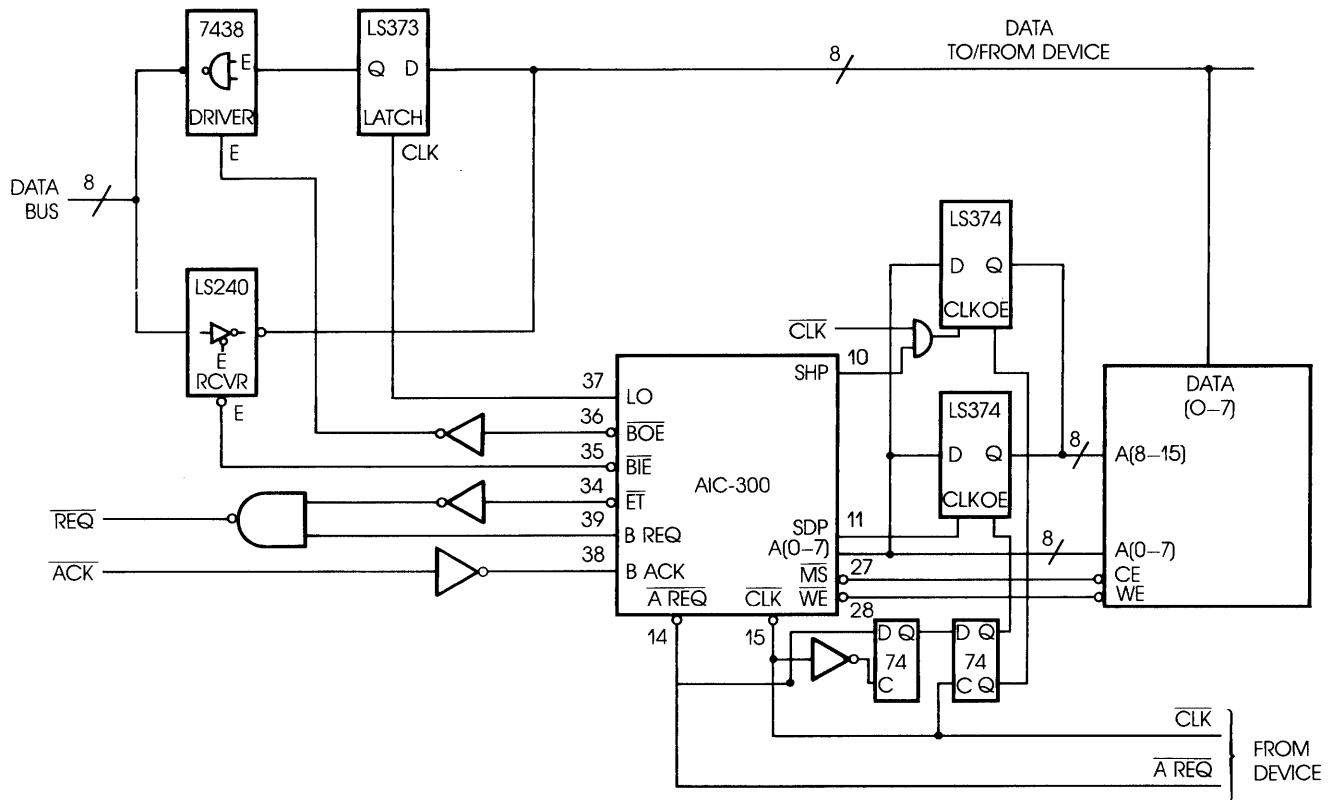 7438
E
DRIVER
E
LS373
Q D
LATCH
CLK
8
DATA
TO/FROM DEVICE
DATA
BUS
8
LS240
E
RCVR
E
LS374
D Q
CLK OE
CLK
10
SHP
37
LO
36
BOE
35
BIE
34
ET
39
B REQ
38
B ACK
AIC-300
REQ
ACK
LS374
D Q
CLK OE
11
SDP
A(0–7)
MS
27
WE
28
A REQ
CLK
14
15
8
8
DATA
(0–7)
A(8–15)
A(0–7)
CE
WE
D Q
74
C
D Q
74
C Q
CLK
A REQ
FROM
DEVICE